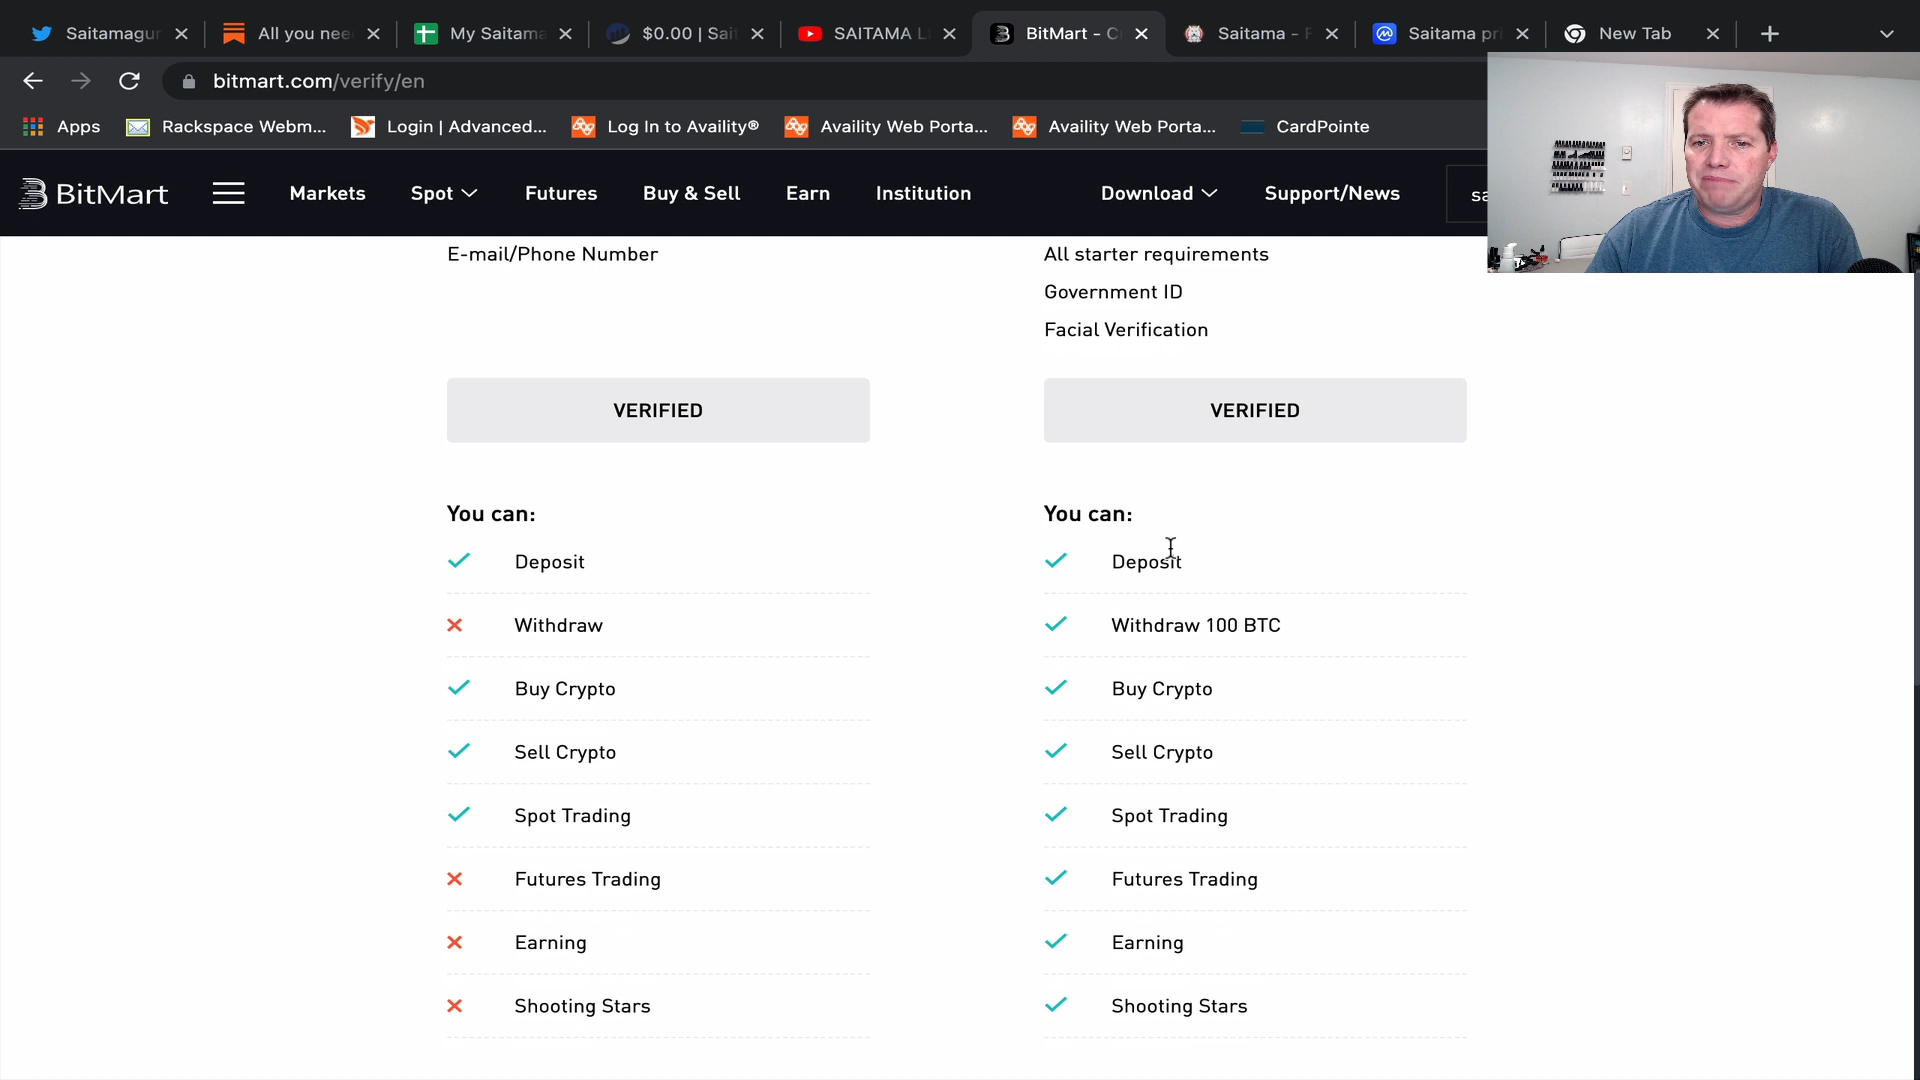 Saitamagur
All you nee
My Saitama
$0.00 | Sait
SAITAMA L
BitMart - C
Saitama - F
Saitama pri
New Tab
bitmart.com/verify/en
Apps
Rackspace Webm...
Login | Advanced...
Log In to Availity®
Availity Web Porta...
Availity Web Porta...
CardPointe
BitMart
Markets
Spot
Futures
Buy & Sell
Earn
Institution
Download
Support/News
sa
E-mail/Phone Number
All starter requirements
Government ID
Facial Verification
VERIFIED
VERIFIED
You can:
Deposit
Withdraw
Buy Crypto
Sell Crypto
Spot Trading
Futures Trading
Earning
Shooting Stars
You can:
Deposit
Withdraw 100 BTC
Buy Crypto
Sell Crypto
Spot Trading
Futures Trading
Earning
Shooting Stars